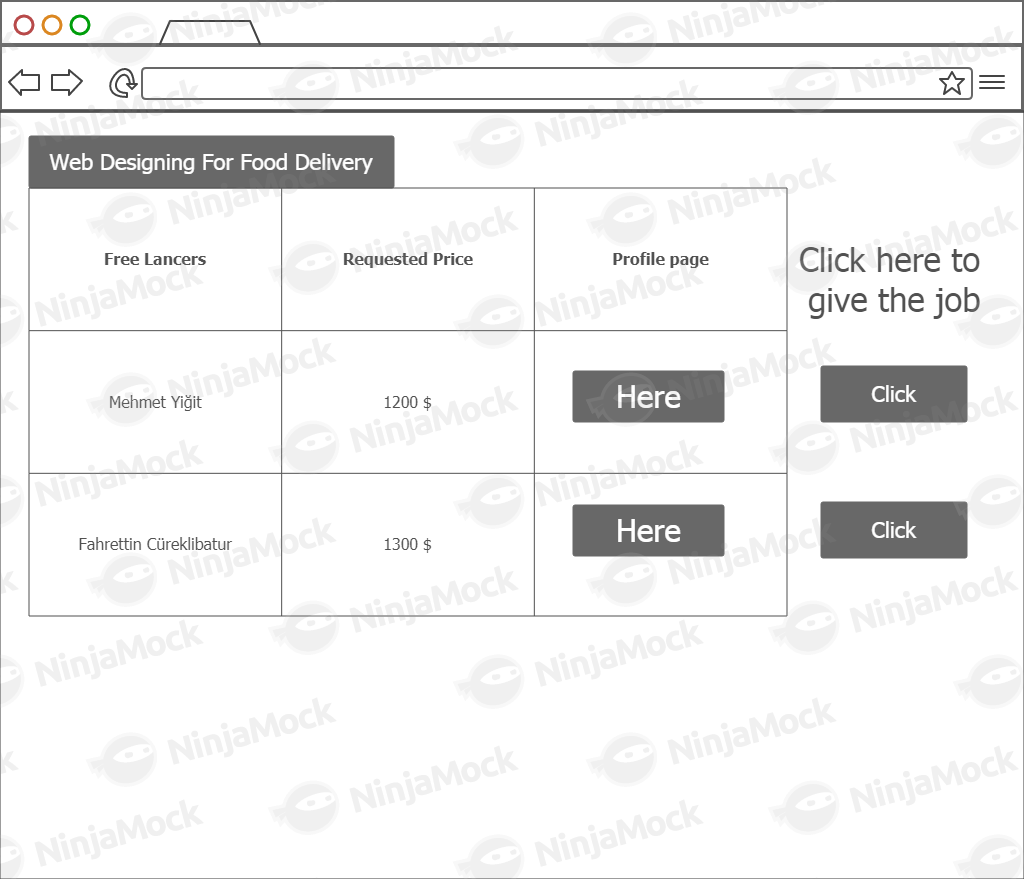 Web Designing For Food Delivery
Free Lancers
Requested Price
Profile page
Click here to
give the job
Mehmet Yiğit
1200 $
Here
Click
Fahrettin Cüreklibatur
1300 $
Here
Click
NinjaMock